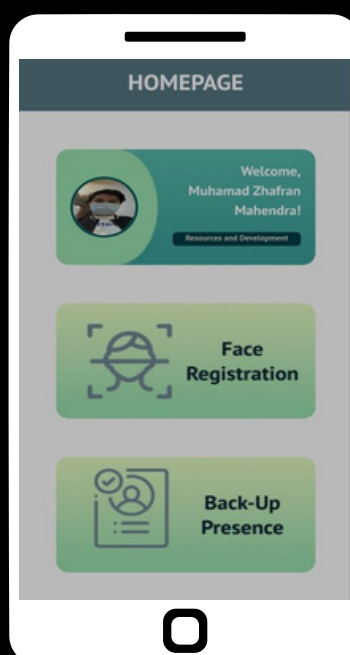 HOMEPAGE
Welcome,
Muhamad Zhafran
Mahendra!
Resources and Development
Face
Registration
Back-Up
Presence